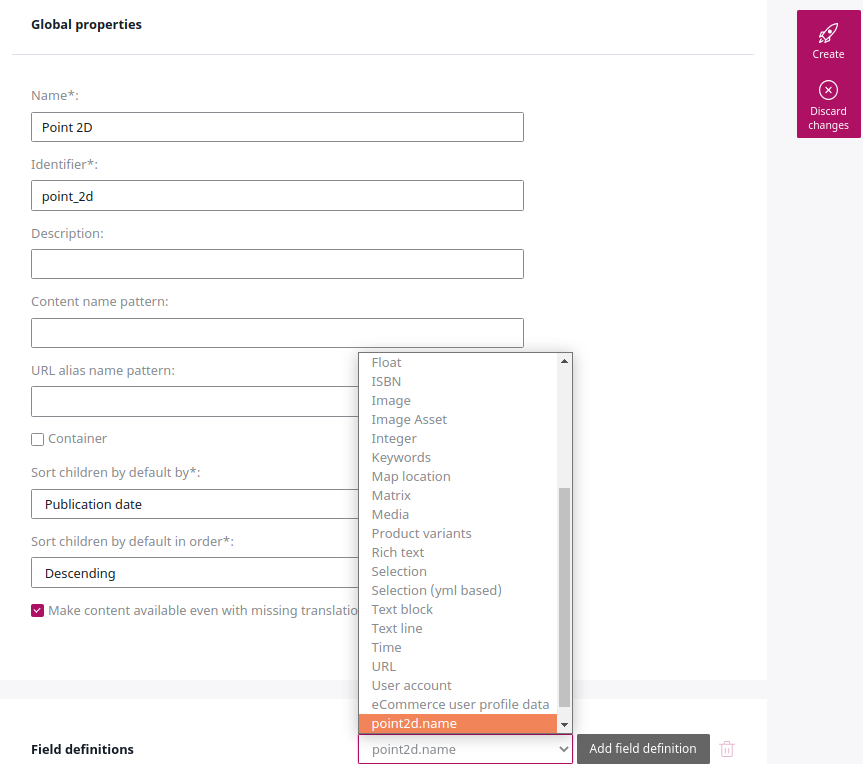 Global properties
Create
Discard
changes
Name*:
Point 2D
Identifier*:
point_2d
Description:
Content name pattern:
URL alias name pattern:
Container
Sort children by default by*:
Publication date
Sort children by default in order*:
Descending
Make content available even with missing translatio
Float
ISBN
Image
Image Asset
Integer
Keywords
Map location
Matrix
Media
Product variants
Rich text
Selection
Selection (yml based)
Text block
Text line
Time
URL
User account
eCommerce user profile data
point2d.name
Field definitions
point2d.name
Add field definition